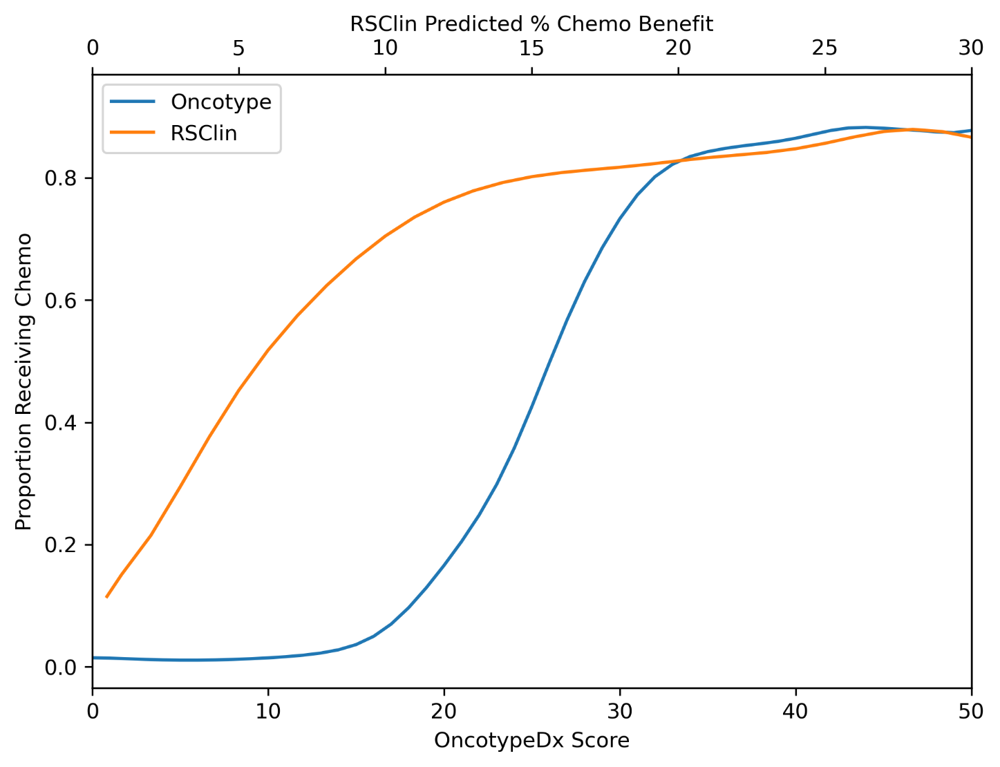 RSClin Predicted % Chemo Benefit
0 5 10 15 20 25 30
Oncotype
RSClin
Proportion Receiving Chemo
0.8
0.6
0.4
0.2
0.0
0 10 20 30 40 50
OncotypeDx Score